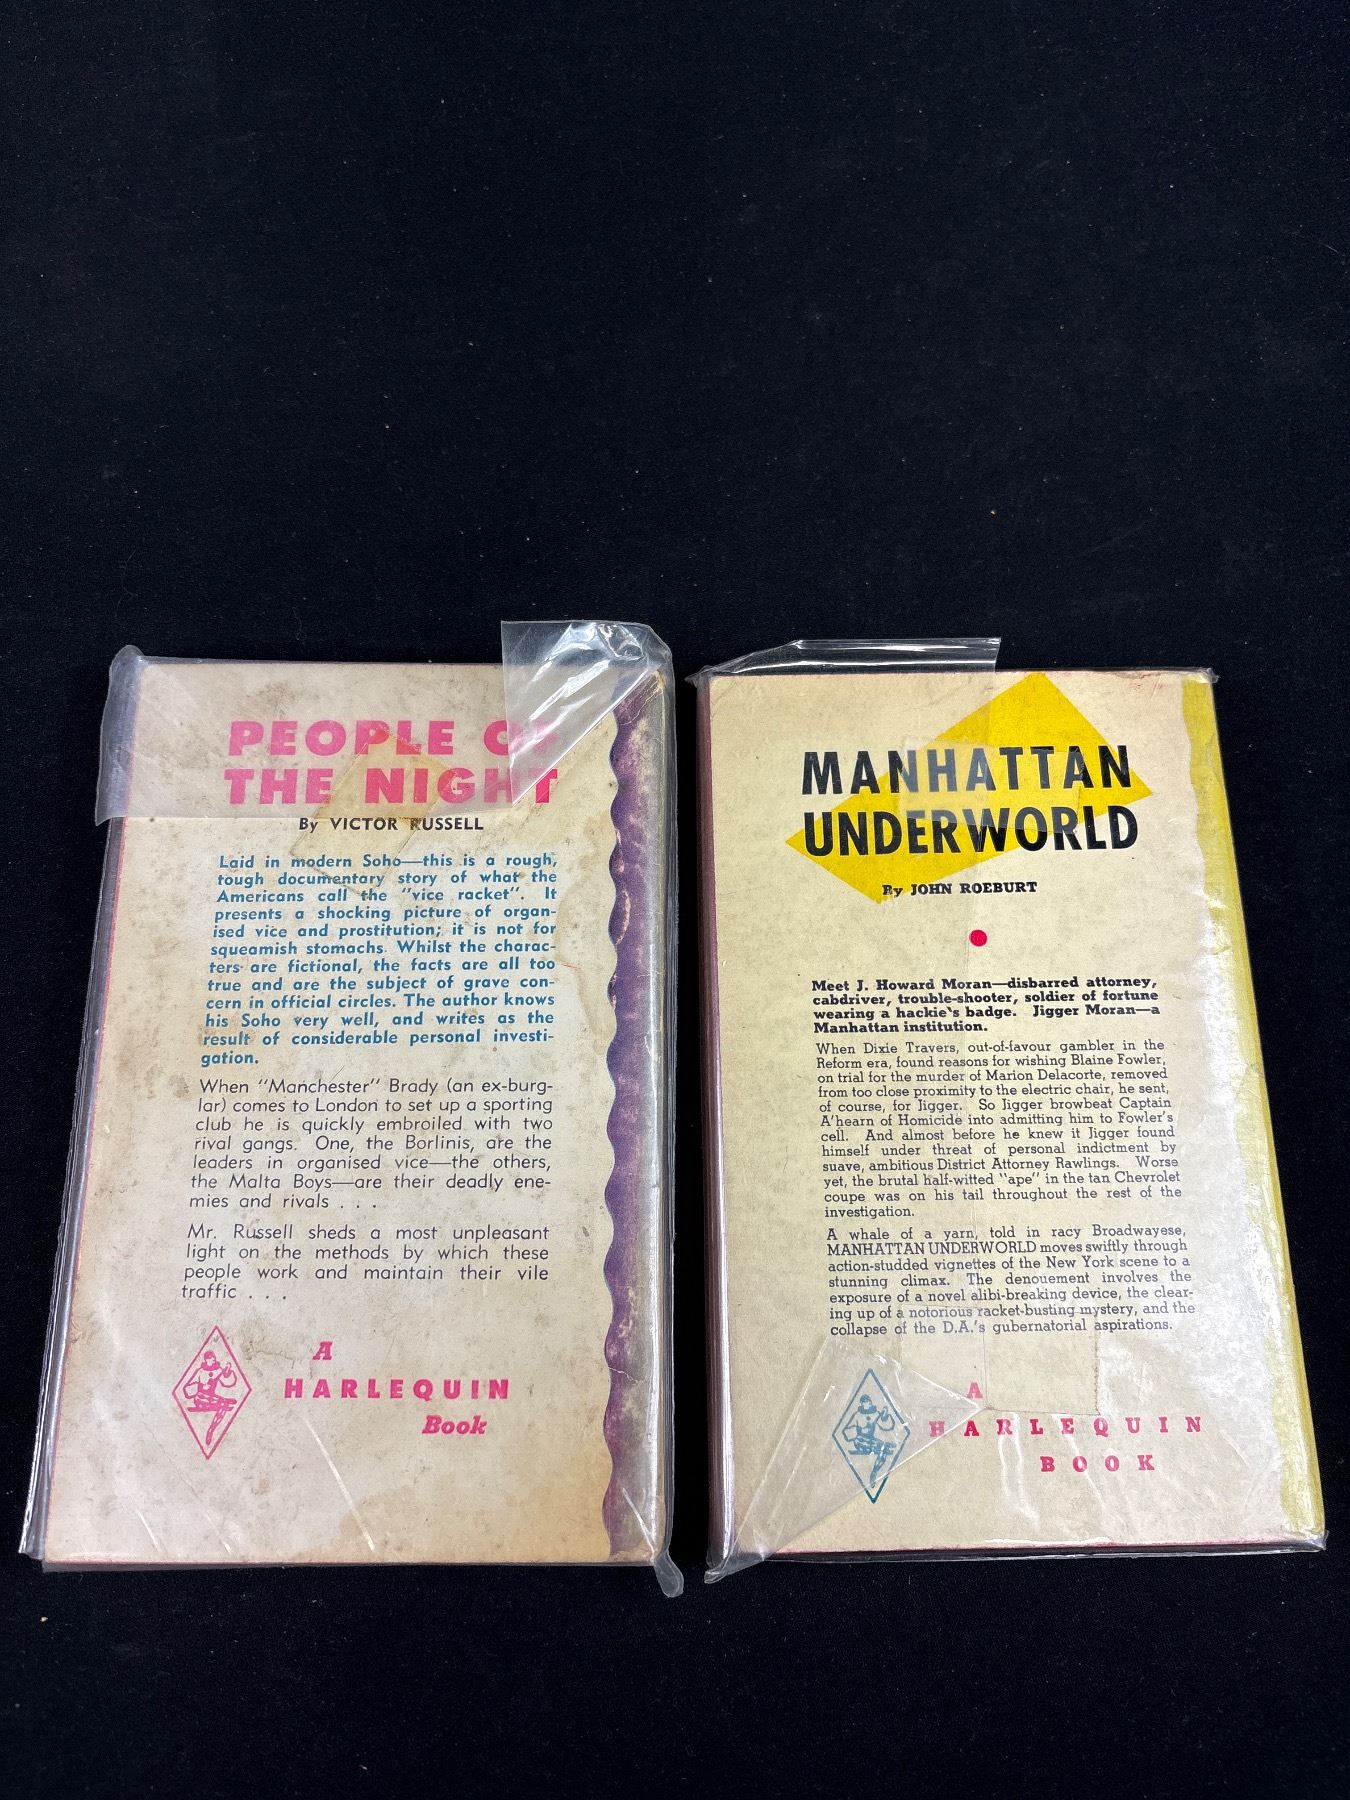 PEOPLE OF
THE NIGHT
By VICTOR RUSSELL
Laid in modern Soho—this is a rough,
tough documentary story of what the
Americans call the "vice racket". It
presents a shocking picture of organ-
ised vice and prostitution; it is not for
squeamish stomachs. Whilst the charac-
ters are fictional, the facts are all too
true and are the subject of grave con-
cern in official circles. The author knows
his Soho very well, and writes as the
result of considerable personal investi-
gation.
When "Manchester" Brady (an ex-burg-
lar) comes to London to set up a sporting
club he is quickly embroiled with two
rival gangs. One, the Borlinis, are the
leaders in organised vice—the others,
the Malta Boys—are their deadly ene-
mies and rivals . . .
Mr. Russell sheds a most unpleasant
light on the methods by which these
people work and maintain their vile
traffic . . .
A
HARLEQUIN
Book
MANHATTAN
UNDERWORLD
By JOHN ROEBURT
Meet J. Howard Moran—disbarred attorney,
cabdriver, trouble-shooter, soldier of fortune
wearing a hackie's badge. Jigger Moran—a
Manhattan institution.
When Dixie Travers, out-of-favour gambler in the
Reform era, found reasons for wishing Blaine Fowler,
on trial for the murder of Marion Delacorte, removed
from too close proximity to the electric chair, he sent,
of course, for Jigger. So Jigger browbeat Captain
A'hearn of Homicide into admitting him to Fowler's
cell. And almost before he knew it Jigger found
himself under threat of personal indictment by
suave, ambitious District Attorney Rawlings. Worse
yet, the brutal half-witted "ape" in the tan Chevrolet
coupe was on his tail throughout the rest of the
investigation.
A whale of a yarn, told in racy Broadwayese,
MANHATTAN UNDERWORLD moves swiftly through
action-studded vignettes of the New York scene to a
stunning climax. The denouement involves the
exposure of a novel alibi-breaking device, the clear-
ing up of a notorious racket-busting mystery, and the
collapse of the D.A.'s gubernatorial aspirations.
A
HARLEQUIN
BOOK